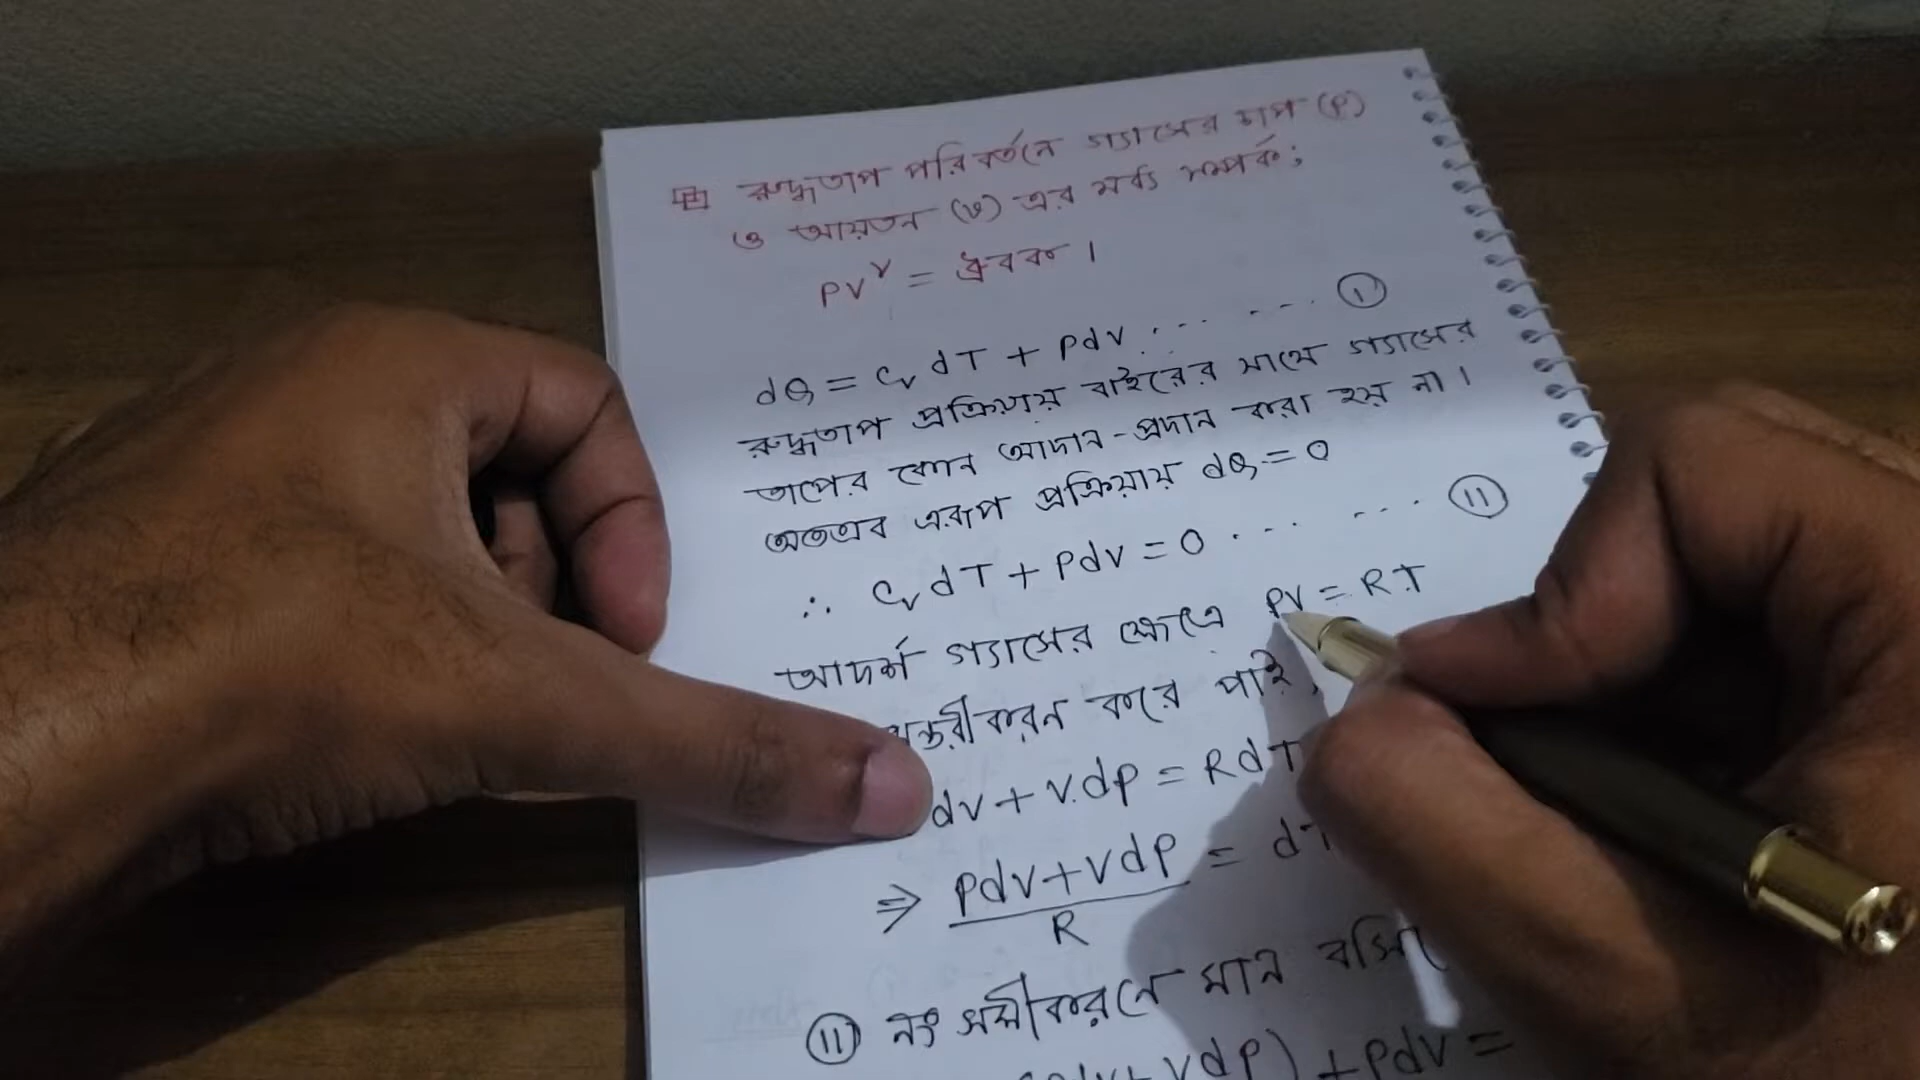 রুদ্ধতাপ পরিবর্তনে গ্যাসের চাপ (P)
ও আয়তন (v) এর মধ্য সম্পর্ক;
PV^γ = ধ্রুবক।
dQ = Cv dT + Pdv ... ... (i)
রুদ্ধতাপ প্রক্রিয়ায় বাইরের সাথে গ্যাসের
তাপের কোন আদান-প্রদান করা হয় না।
অতএব এরূপ প্রক্রিয়ায় dQ = 0
∴ Cv dT + Pdv = 0 ... ... (ii)
আদর্শ গ্যাসের ক্ষেত্রে PV = RT
করে পাই,
dv + v.dp = RdT
⇒ (Pdv + vdp)/R = dT
(ii) নং সমীকরণে মান
vdp) + Pdv =